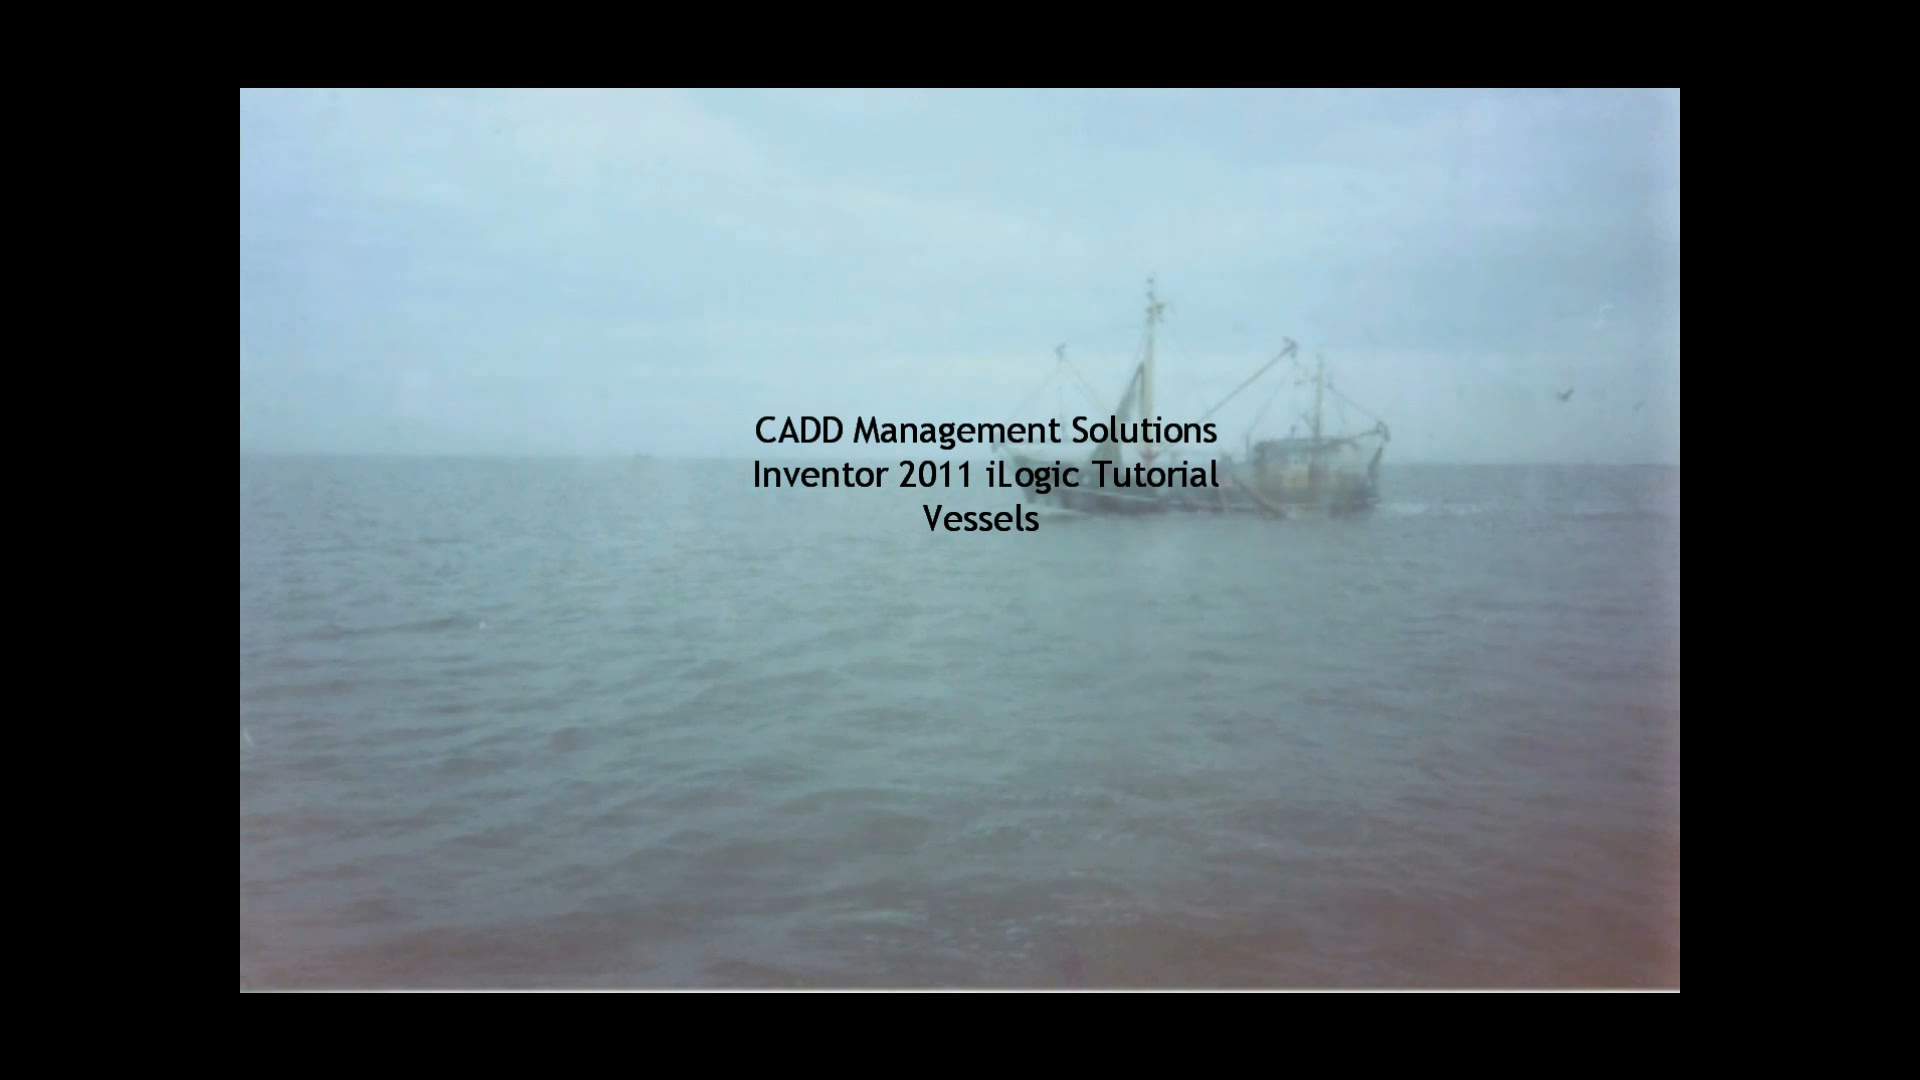 CADD Management Solutions
Inventor 2011 iLogic Tutorial
Vessels